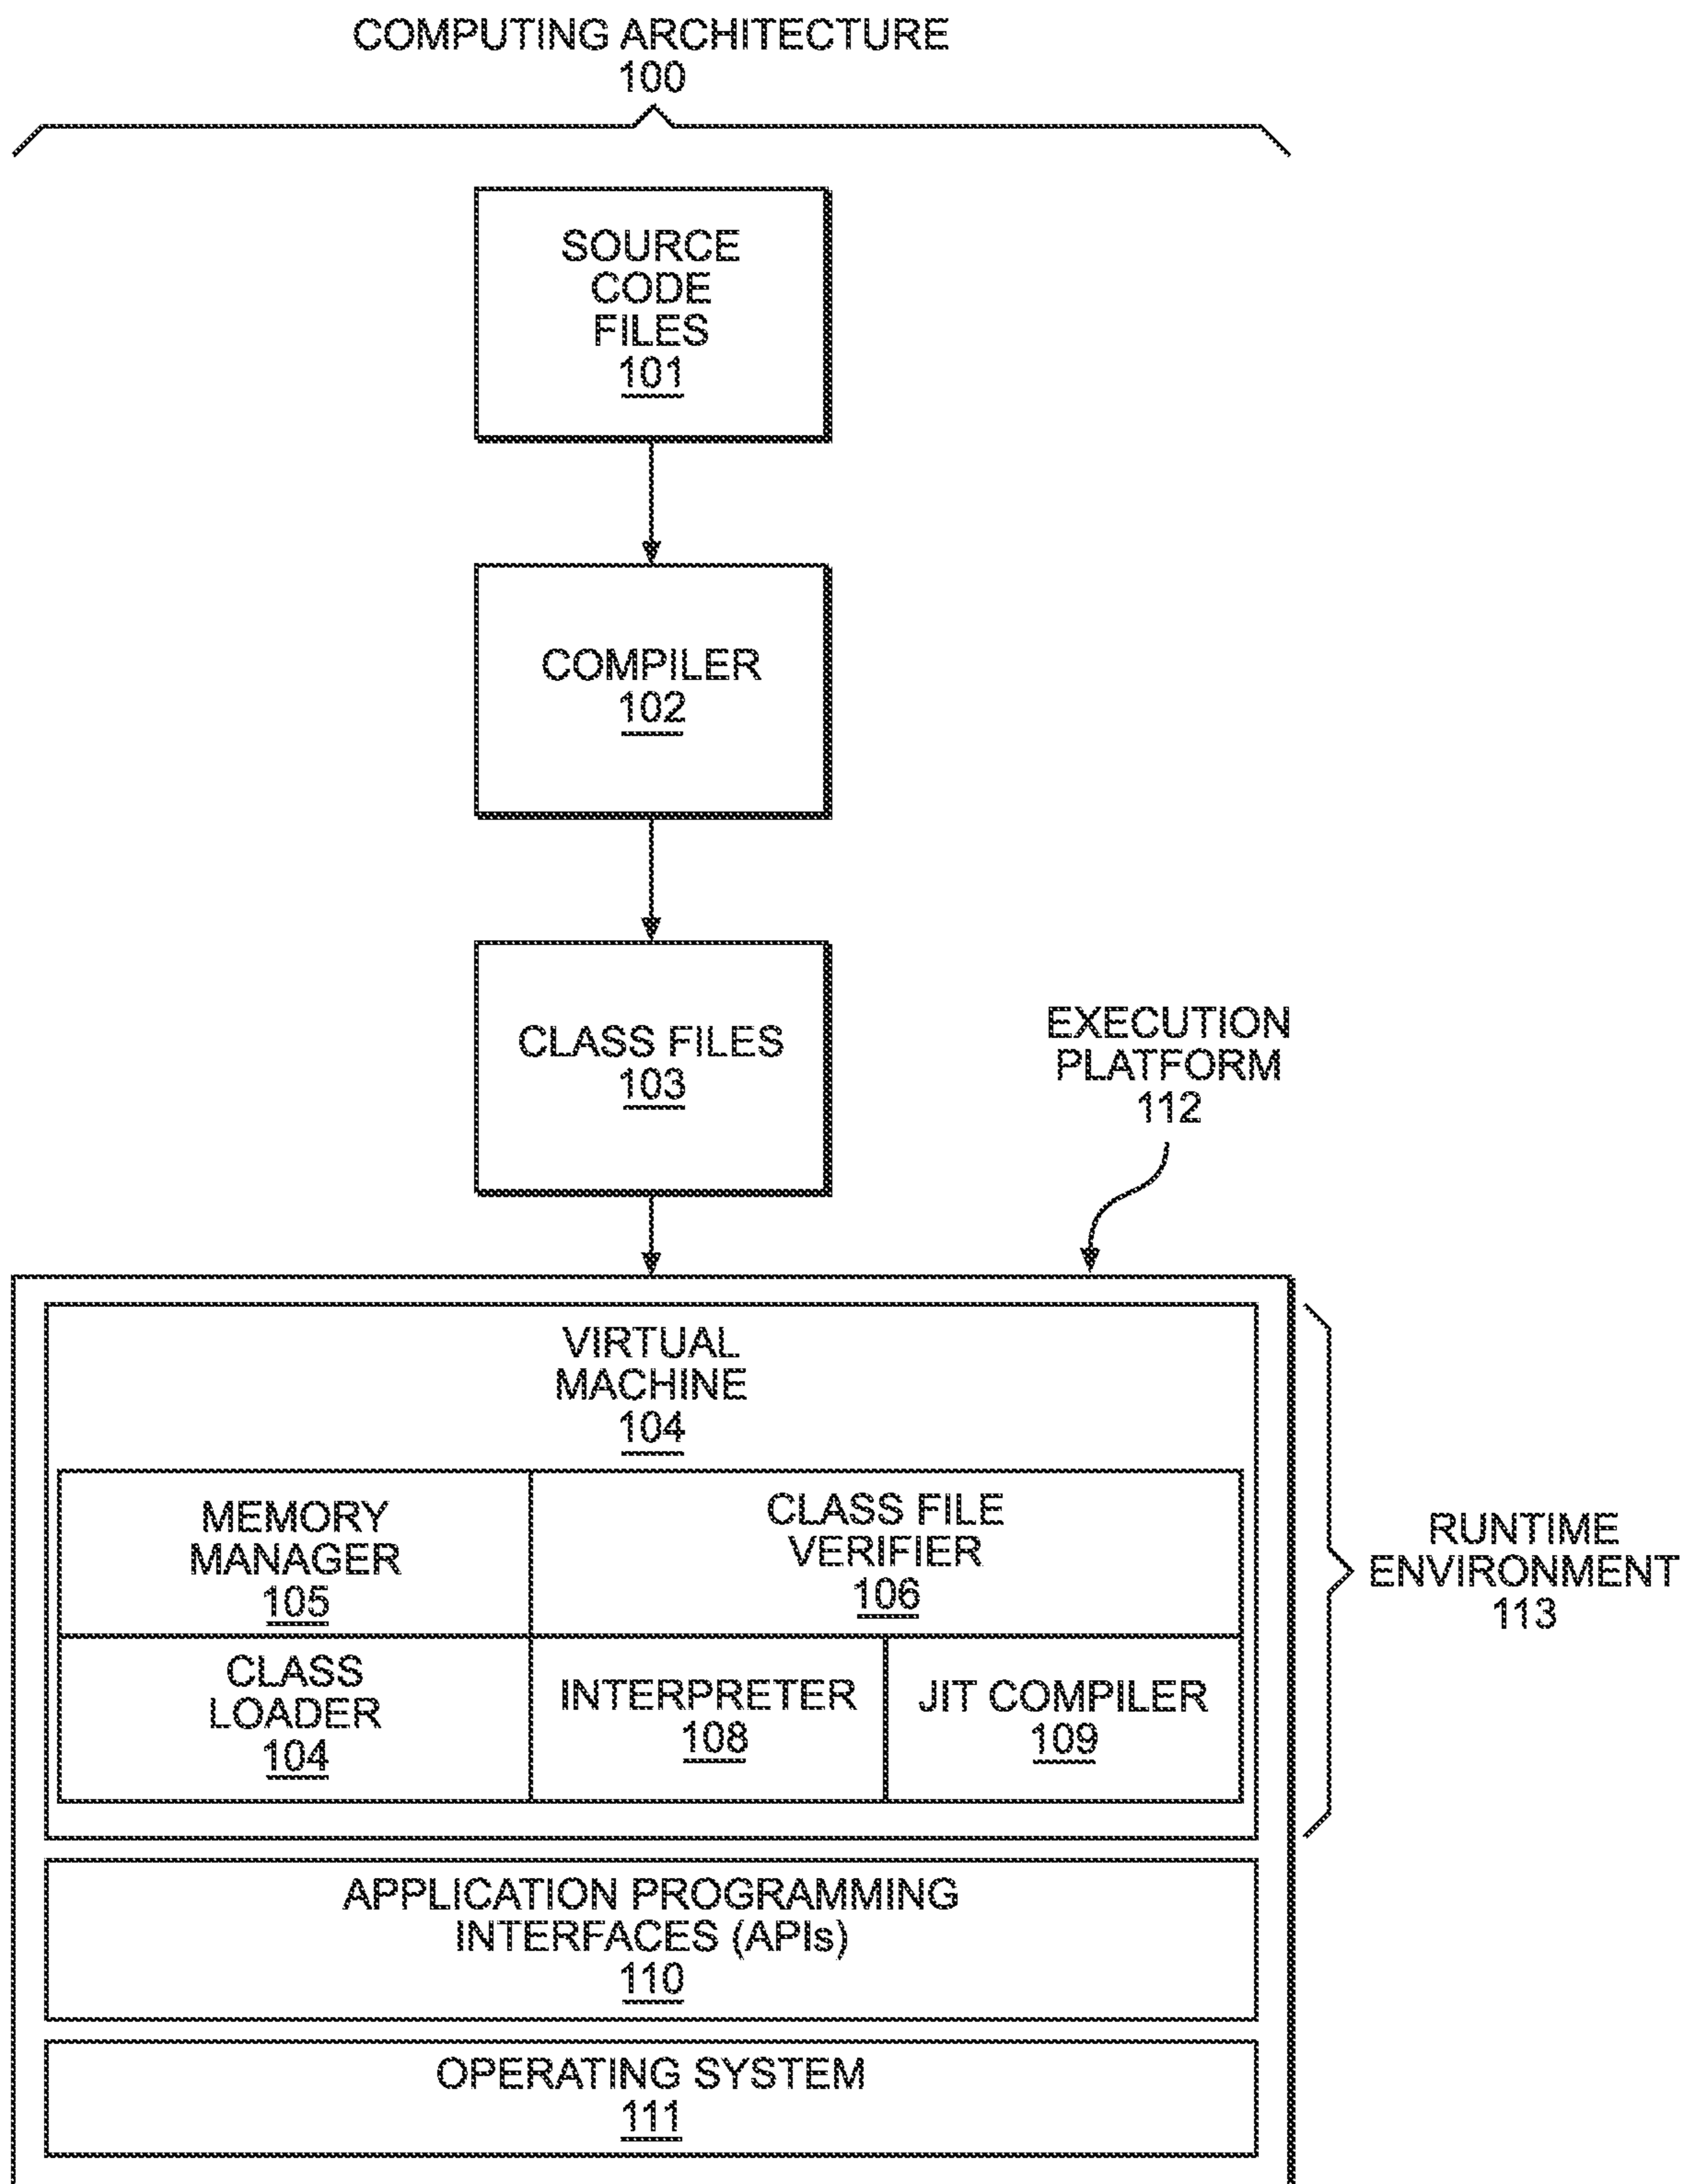 COMPUTING ARCHITECTURE
100
SOURCE
CODE
FILES
101
COMPILER
102
CLASS FILES
103
EXECUTION
PLATFORM
112
VIRTUAL
MACHINE
104
MEMORY
MANAGER
105
CLASS FILE
VERIFIER
106
CLASS
LOADER
104
INTERPRETER
108
JIT COMPILER
109
RUNTIME
ENVIRONMENT
113
APPLICATION PROGRAMMING
INTERFACES (APIs)
110
OPERATING SYSTEM
111